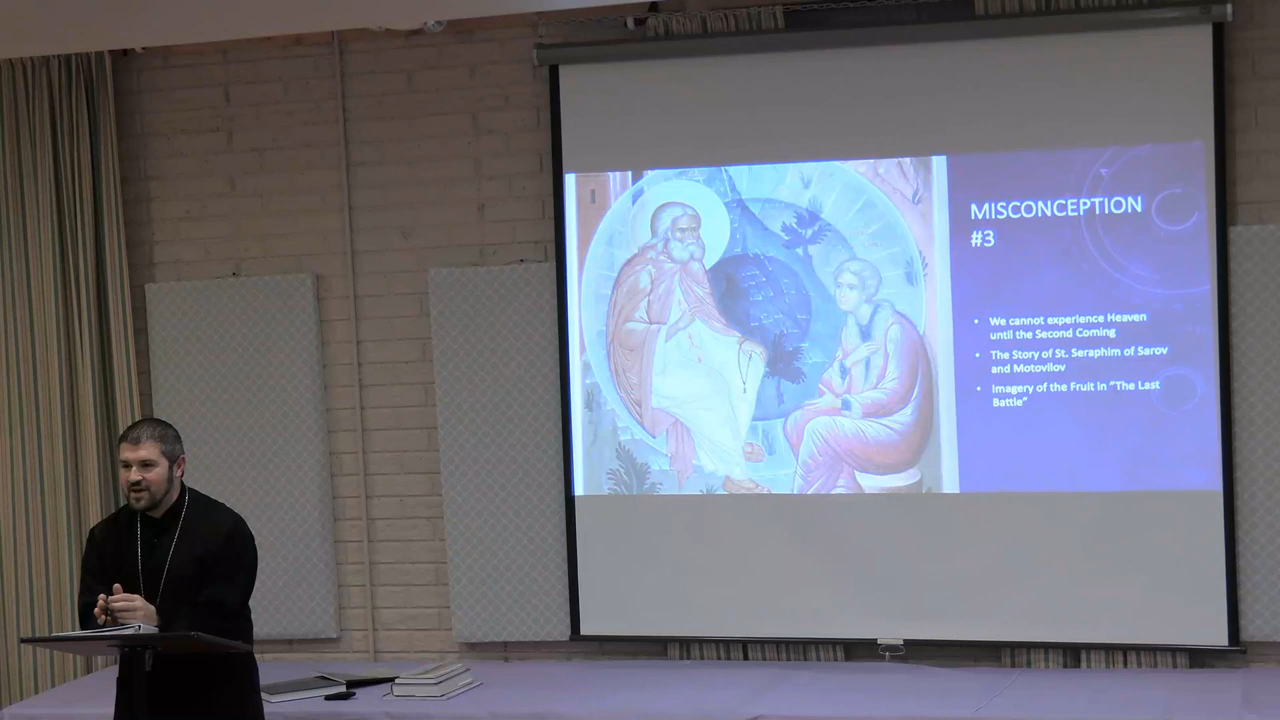 MISCONCEPTION
#3
• We cannot experience Heaven
until the Second Coming
• The Story of St. Seraphim of Sarov
and Motovilov
• Imagery of the Fruit in "The Last
Battle"